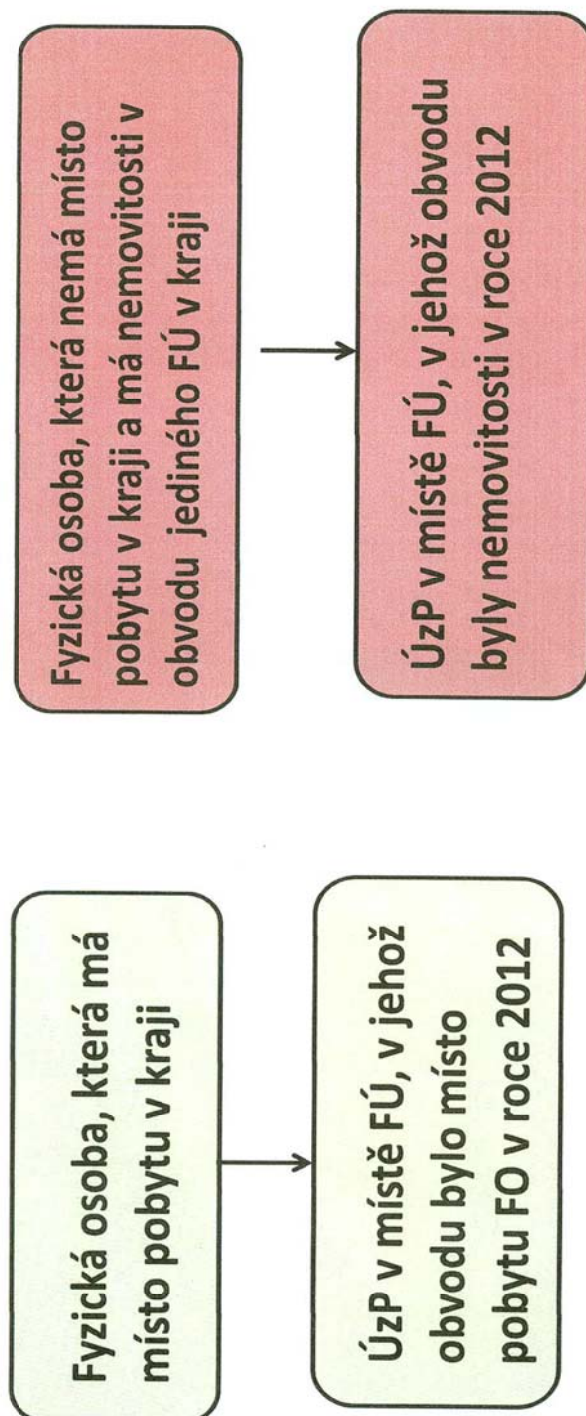 Fyzická osoba, která má
místo pobytu v kraji
ÚzP v místě FÚ, v jehož
obvodu bylo místo
pobytu FO v roce 2012
Fyzická osoba, která nemá místo
pobytu v kraji a má nemovitosti v
obvodu jediného FÚ v kraji
ÚzP v místě FÚ, v jehož obvodu
byly nemovitosti v roce 2012